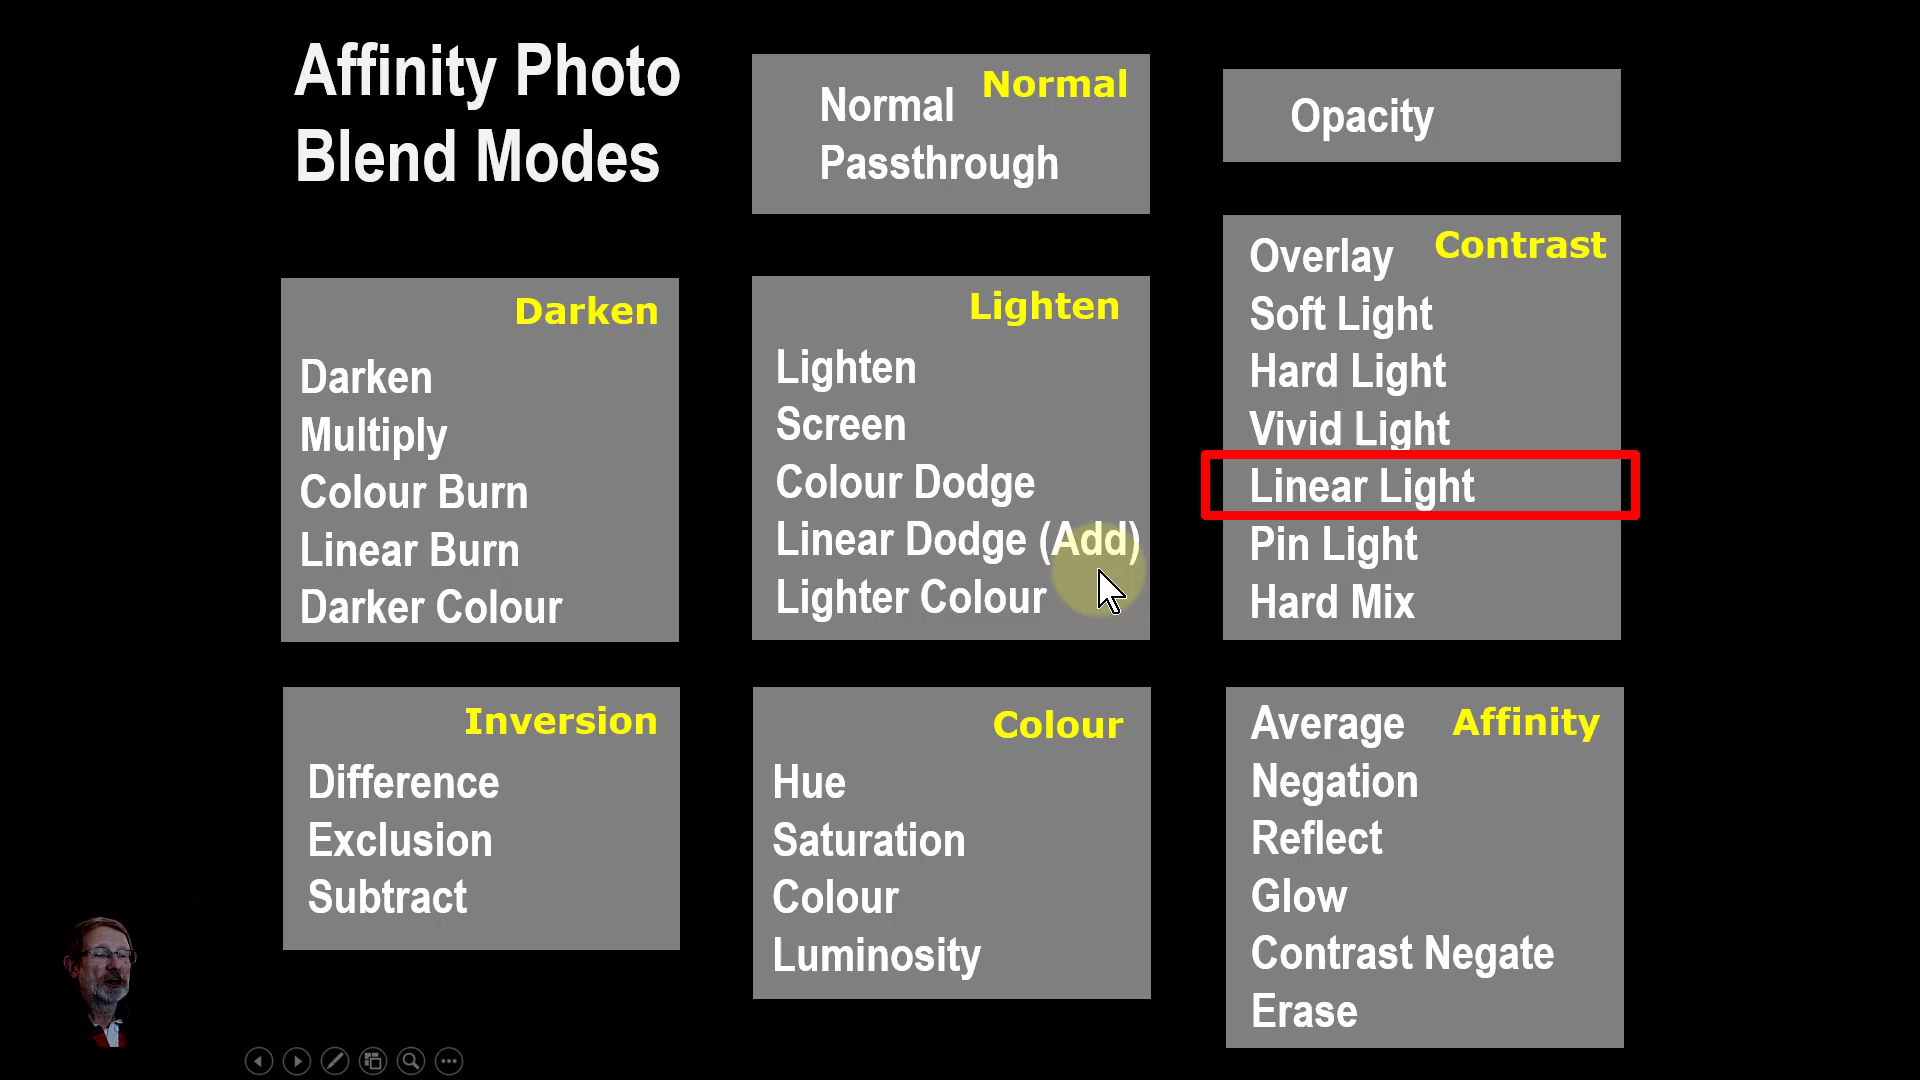 Affinity Photo
Blend Modes
Normal
Normal
Passthrough
Opacity
Darken
Darken
Multiply
Colour Burn
Linear Burn
Darker Colour
Lighten
Lighten
Screen
Colour Dodge
Linear Dodge (Add)
Lighter Colour
Contrast
Overlay
Soft Light
Hard Light
Vivid Light
Linear Light
Pin Light
Hard Mix
Inversion
Difference
Exclusion
Subtract
Colour
Hue
Saturation
Colour
Luminosity
Affinity
Average
Negation
Reflect
Glow
Contrast Negate
Erase